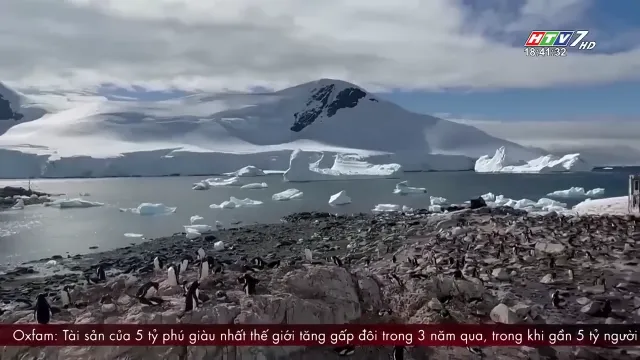 HTV7 HD
18:41:32
Oxfam: Tài sản của 5 tỷ phú giàu nhất thế giới tăng gấp đôi trong 3 năm qua, trong khi gần 5 tỷ người